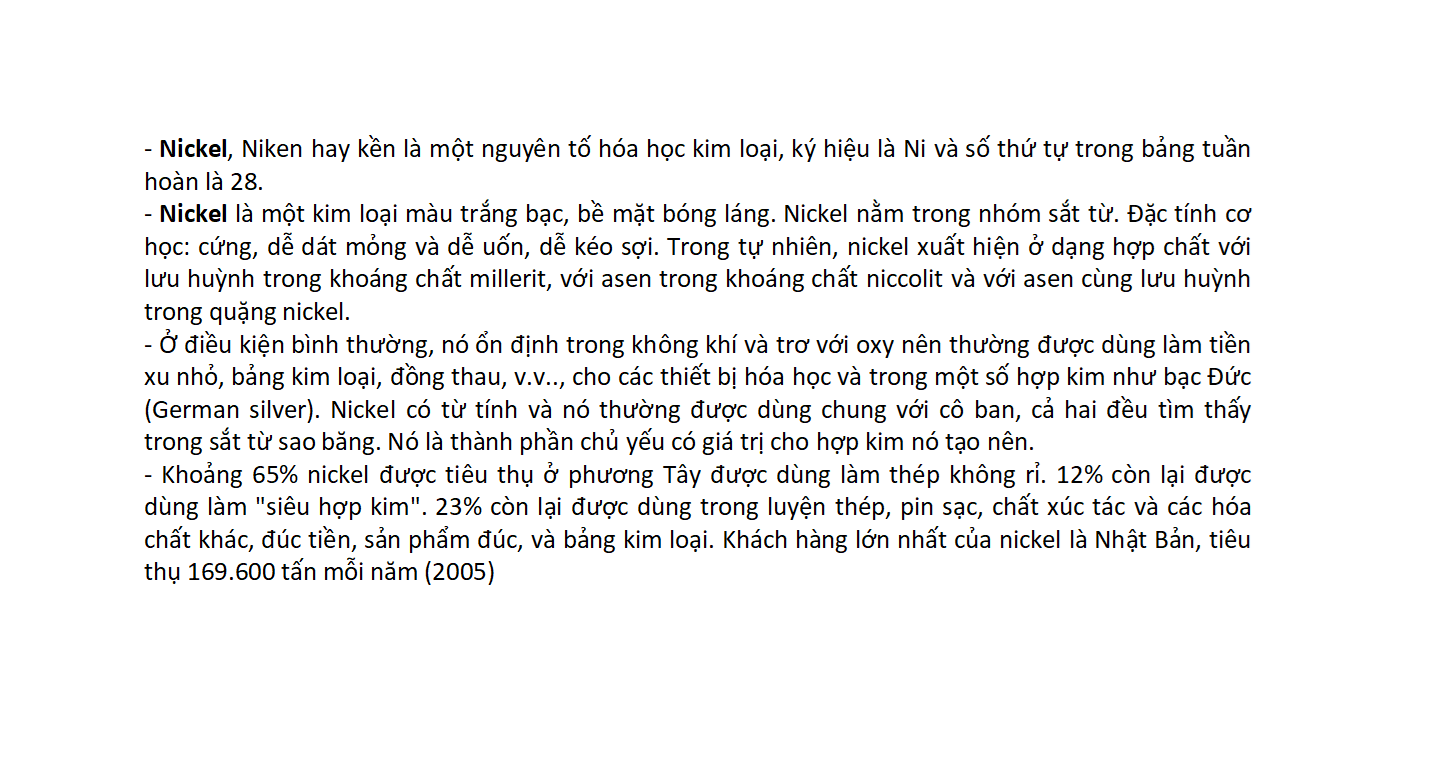 - Nickel, Niken hay kền là một nguyên tố hóa học kim loại, ký hiệu là Ni và số thứ tự trong bảng tuần
hoàn là 28.
- Nickel là một kim loại màu trắng bạc, bề mặt bóng láng. Nickel nằm trong nhóm sắt từ. Đặc tính cơ
học: cứng, dễ dát mỏng và dễ uốn, dễ kéo sợi. Trong tự nhiên, nickel xuất hiện ở dạng hợp chất với
lưu huỳnh trong khoáng chất millerit, với asen trong khoáng chất niccolit và với asen cùng lưu huỳnh
trong quặng nickel.
- Ở điều kiện bình thường, nó ổn định trong không khí và trơ với oxy nên thường được dùng làm tiền
xu nhỏ, bảng kim loại, đồng thau, v.v.., cho các thiết bị hóa học và trong một số hợp kim như bạc Đức
(German silver). Nickel có từ tính và nó thường được dùng chung với cô ban, cả hai đều tìm thấy
trong sắt từ sao băng. Nó là thành phần chủ yếu có giá trị cho hợp kim nó tạo nên.
- Khoảng 65% nickel được tiêu thụ ở phương Tây được dùng làm thép không rỉ. 12% còn lại được
dùng làm "siêu hợp kim". 23% còn lại được dùng trong luyện thép, pin sạc, chất xúc tác và các hóa
chất khác, đúc tiền, sản phẩm đúc, và bảng kim loại. Khách hàng lớn nhất của nickel là Nhật Bản, tiêu
thụ 169.600 tấn mỗi năm (2005)